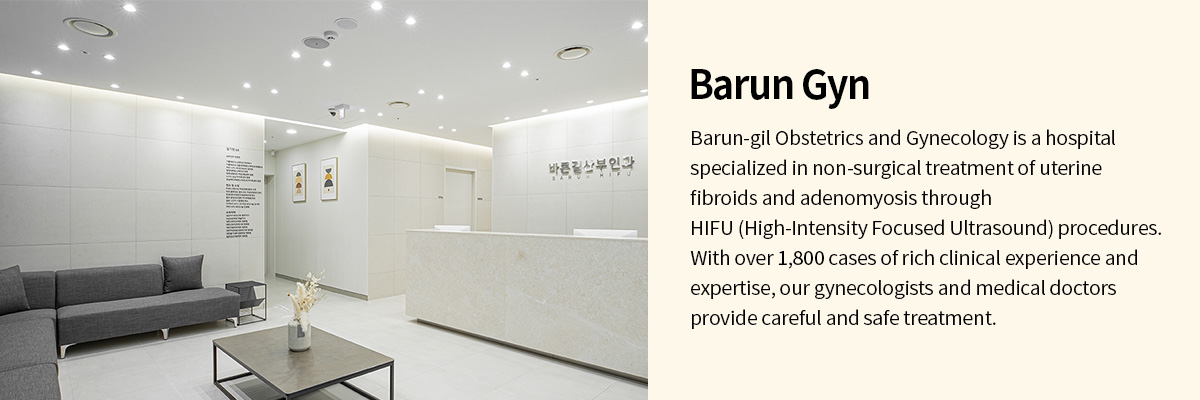 바른길산부인과
BARUN HIFU
Barun Gyn
Barun-gil Obstetrics and Gynecology is a hospital
specialized in non-surgical treatment of uterine
fibroids and adenomyosis through
HIFU (High-Intensity Focused Ultrasound) procedures.
With over 1,800 cases of rich clinical experience and
expertise, our gynecologists and medical doctors
provide careful and safe treatment.